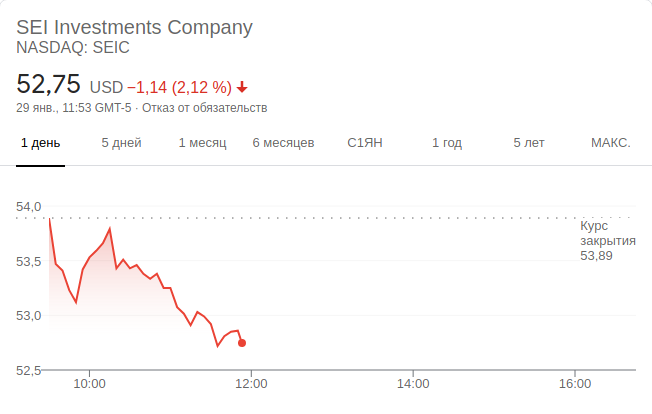 SEI Investments Company
NASDAQ: SEIC
52,75 USD −1,14 (2,12 %)
29 янв., 11:53 GMT-5 · Отказ от обязательств
1 день 5 дней 1 месяц 6 месяцев С1ЯН 1 год 5 лет МАКС.
54,0
Курс
закрытия
53,89
53,5
53,0
52,5
10:00 12:00 14:00 16:00